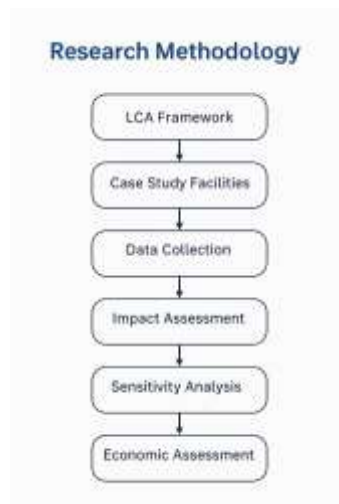 Research Methodology
LCA Framework
Case Study Facilities
Data Collection
Impact Assessment
Sensitivity Analysis
Economic Assessment